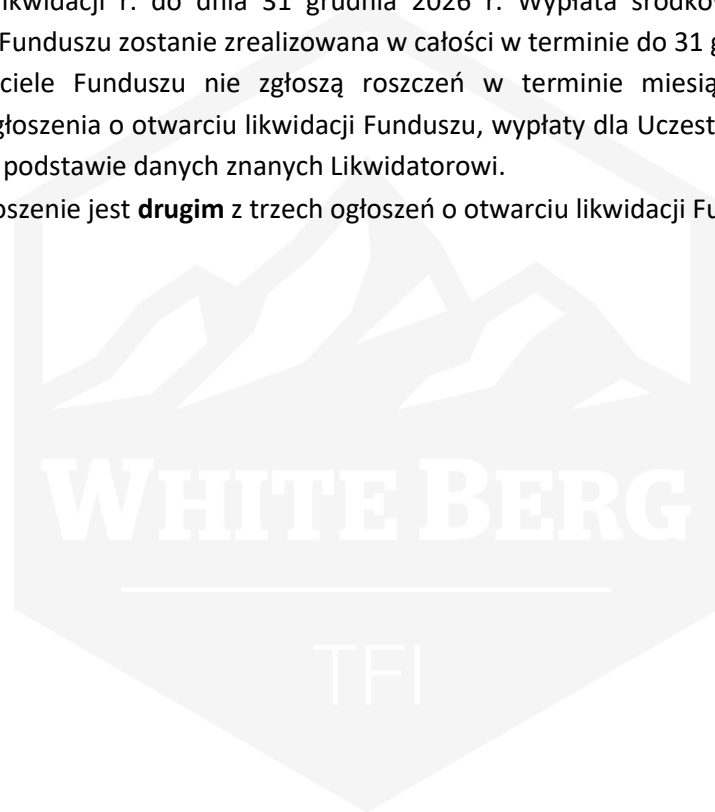 ikwidacji r. do dnia 31 grudnia 2026 r. Wypłata środków
Funduszu zostanie zrealizowana w całości w terminie do 31 g
ciele Funduszu nie zgłoszą roszczeń w terminie miesią
głoszenia o otwarciu likwidacji Funduszu, wypłaty dla Uczest
podstawie danych znanych Likwidatorowi.
oszenie jest drugim z trzech ogłoszeń o otwarciu likwidacji Fu
WHITE BERG
TFI